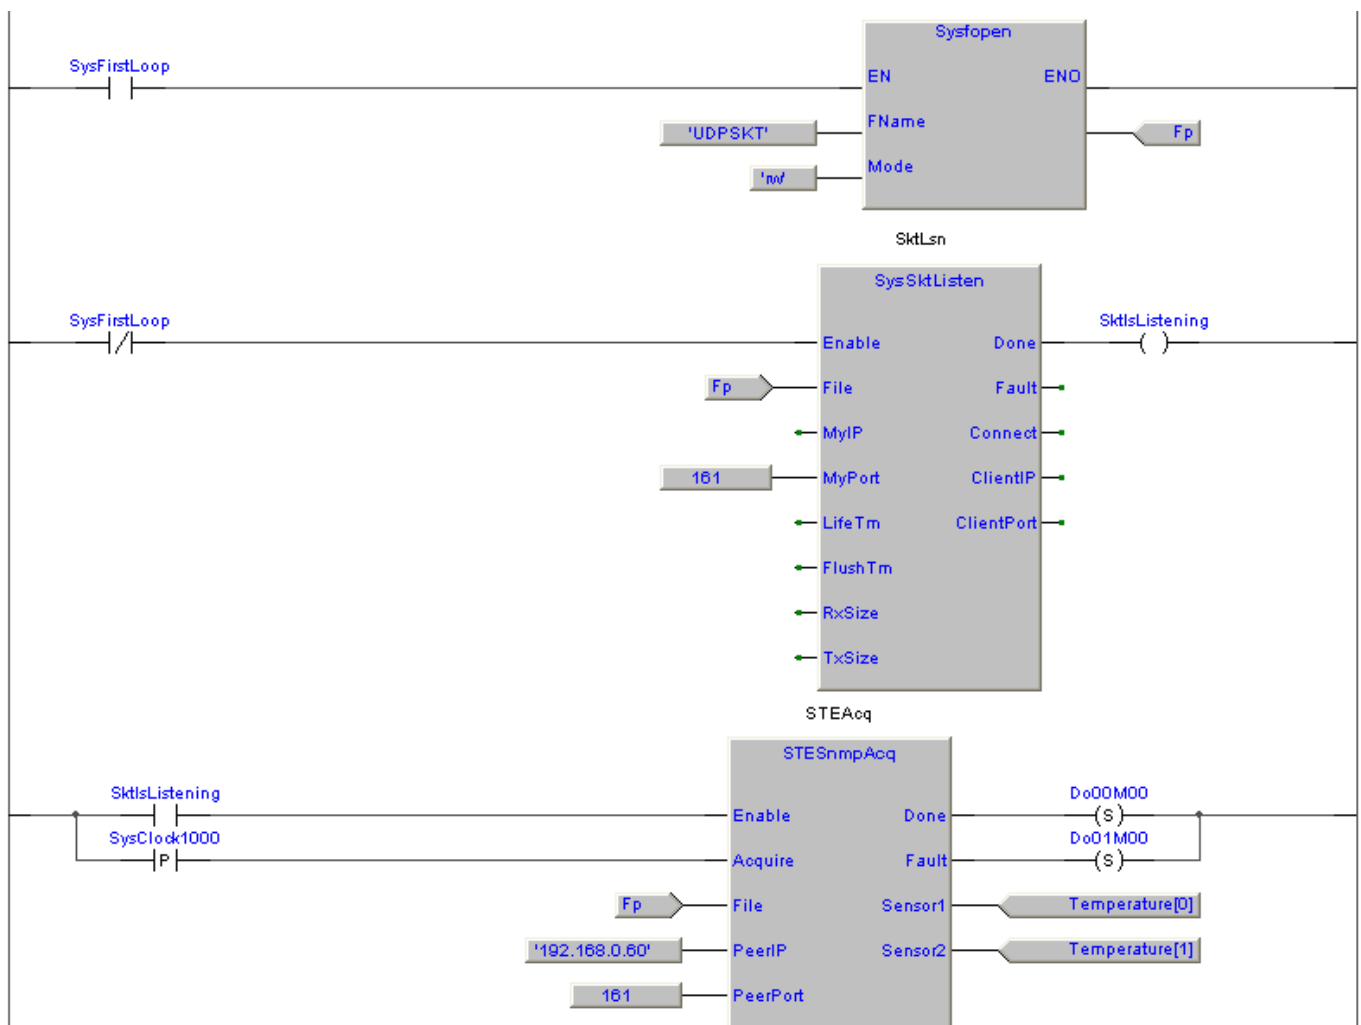 Sysfopen
SysFirstLoop
EN ENO
'UDPSKT' FName Fp
'rw' Mode
SktLsn
SysSktListen
SysFirstLoop SktIsListening
Enable Done
Fp File Fault
MyIP Connect
161 MyPort ClientIP
LifeTm ClientPort
FlushTm
RxSize
TxSize
STEAcq
STESnmpAcq
SktIsListening Do00M00
Enable Done (S)
SysClock1000 Do01M00
P Acquire Fault (S)
Fp File Sensor1 Temperature[0]
'192.168.0.60' PeerIP Sensor2 Temperature[1]
161 PeerPort